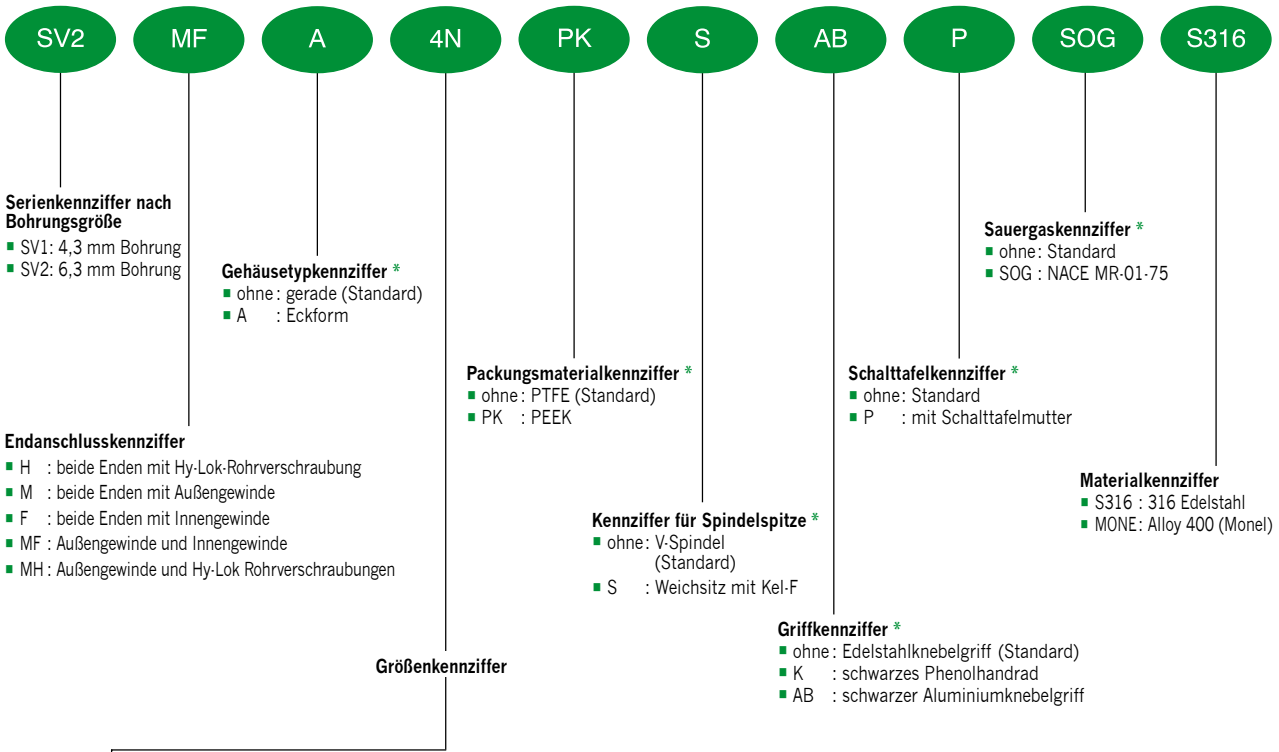 SV2 MF A 4N PK S AB P SOG S316
Serienkennziffer nach
Bohrungsgröße
SV1: 4,3 mm Bohrung
SV2: 6,3 mm Bohrung
Endanschlusskennziffer
H : beide Enden mit Hy-Lok-Rohrverschraubung
M : beide Enden mit Außengewinde
F : beide Enden mit Innengewinde
MF : Außengewinde und Innengewinde
MH : Außengewinde und Hy-Lok Rohrverschraubungen
Gehäusetypkennziffer *
ohne : gerade (Standard)
A : Eckform
Größenkennziffer
Packungsmaterialkennziffer *
ohne : PTFE (Standard)
PK : PEEK
Kennziffer für Spindelspitze *
ohne : V-Spindel
(Standard)
S : Weichsitz mit Kel-F
Griffkennziffer *
ohne : Edelstahlknebelgriff (Standard)
K : schwarzes Phenolhandrad
AB : schwarzer Aluminiumknebelgriff
Schalttafelkennziffer *
ohne : Standard
P : mit Schalttafelmutter
Sauergaskennziffer *
ohne : Standard
SOG : NACE MR-01-75
Materialkennziffer
S316 : 316 Edelstahl
MONE: Alloy 400 (Monel)